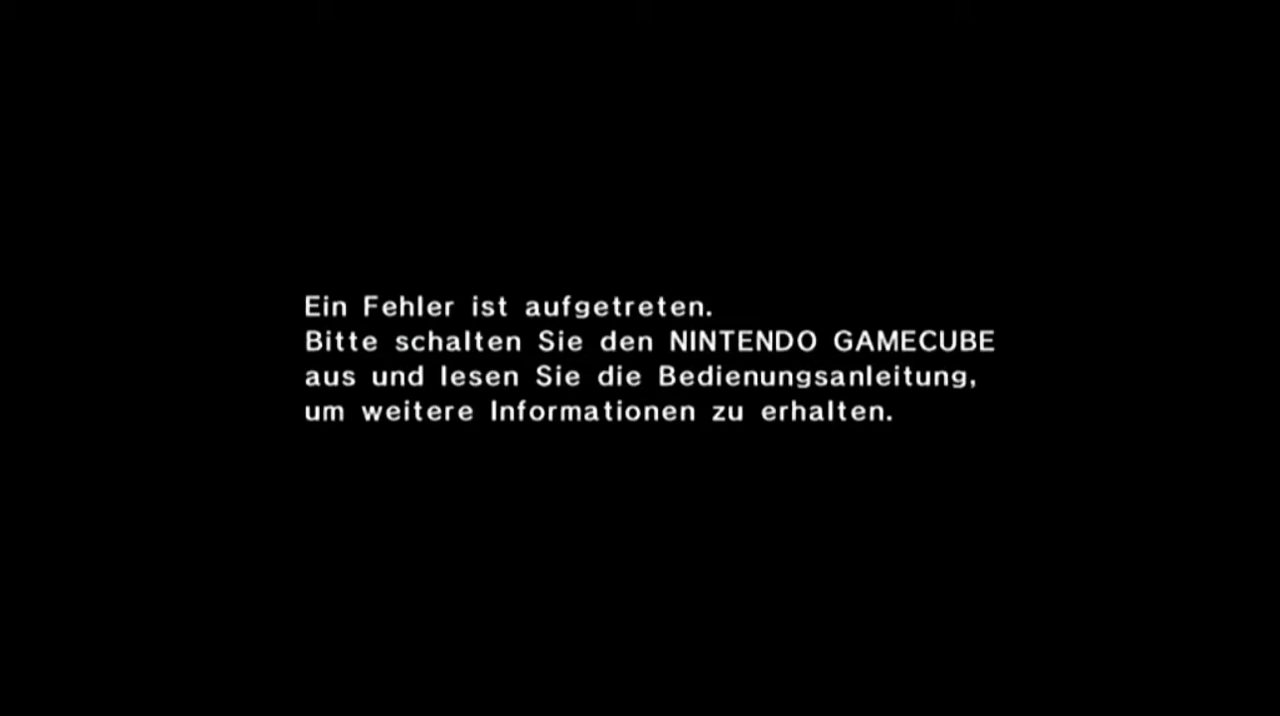 Ein Fehler ist aufgetreten.
Bitte schalten Sie den NINTENDO GAMECUBE
aus und lesen Sie die Bedienungsanleitung,
um weitere Informationen zu erhalten.